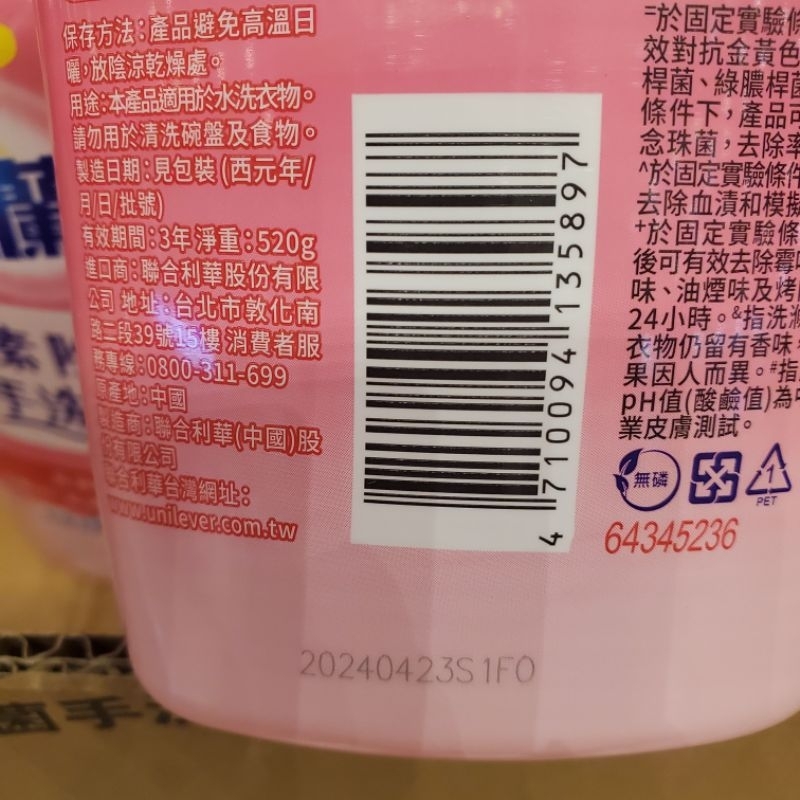 保存方法：產品避免高溫日
曬，放陰涼乾燥處。
用途：本產品適用於水洗衣物。
請勿用於清洗碗盤及食物。
製造日期：見包裝 (西元年/
月/日/批號)
有效期間：3年 淨重：520g
進口商：聯合利華股份有限
公司 地址：台北市敦化南
路二段39號15樓 消費者服
務專線：0800-311-699
原產地：中國
製造商：聯合利華(中國)股
份有限公司
聯合利華台灣網址：
www.unilever.com.tw
4 710094 135897
=於固定實驗條
效對抗金黃色
桿菌、綠膿桿菌
條件下，產品可
念珠菌，去除率
^於固定實驗條件
去除血漬和模擬
+於固定實驗條
後可有效去除霉
味、油煙味及烤
24小時。&指洗滌
衣物仍留有香味
果因人而異。#指
pH值(酸鹼值)為中
業皮膚測試。
無磷
1
PET
64345236
20240423S1F0
菌手洗